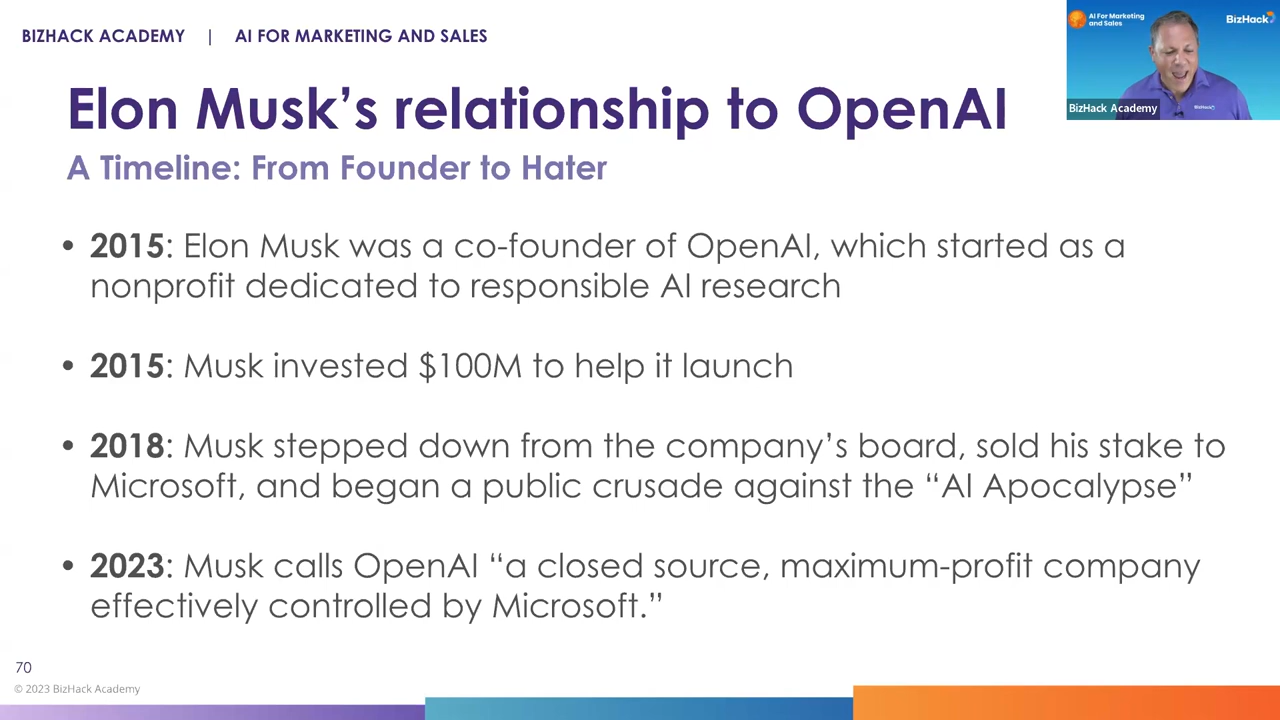 BIZHACK ACADEMY | AI FOR MARKETING AND SALES
AI For Marketing
and Sales
BizHack
BizHack
BizHack Academy
Elon Musk’s relationship to OpenAI
A Timeline: From Founder to Hater
• 2015: Elon Musk was a co-founder of OpenAI, which started as a
nonprofit dedicated to responsible AI research
• 2015: Musk invested $100M to help it launch
• 2018: Musk stepped down from the company’s board, sold his stake to
Microsoft, and began a public crusade against the “AI Apocalypse”
• 2023: Musk calls OpenAI “a closed source, maximum-profit company
effectively controlled by Microsoft.”
70
© 2023 BizHack Academy